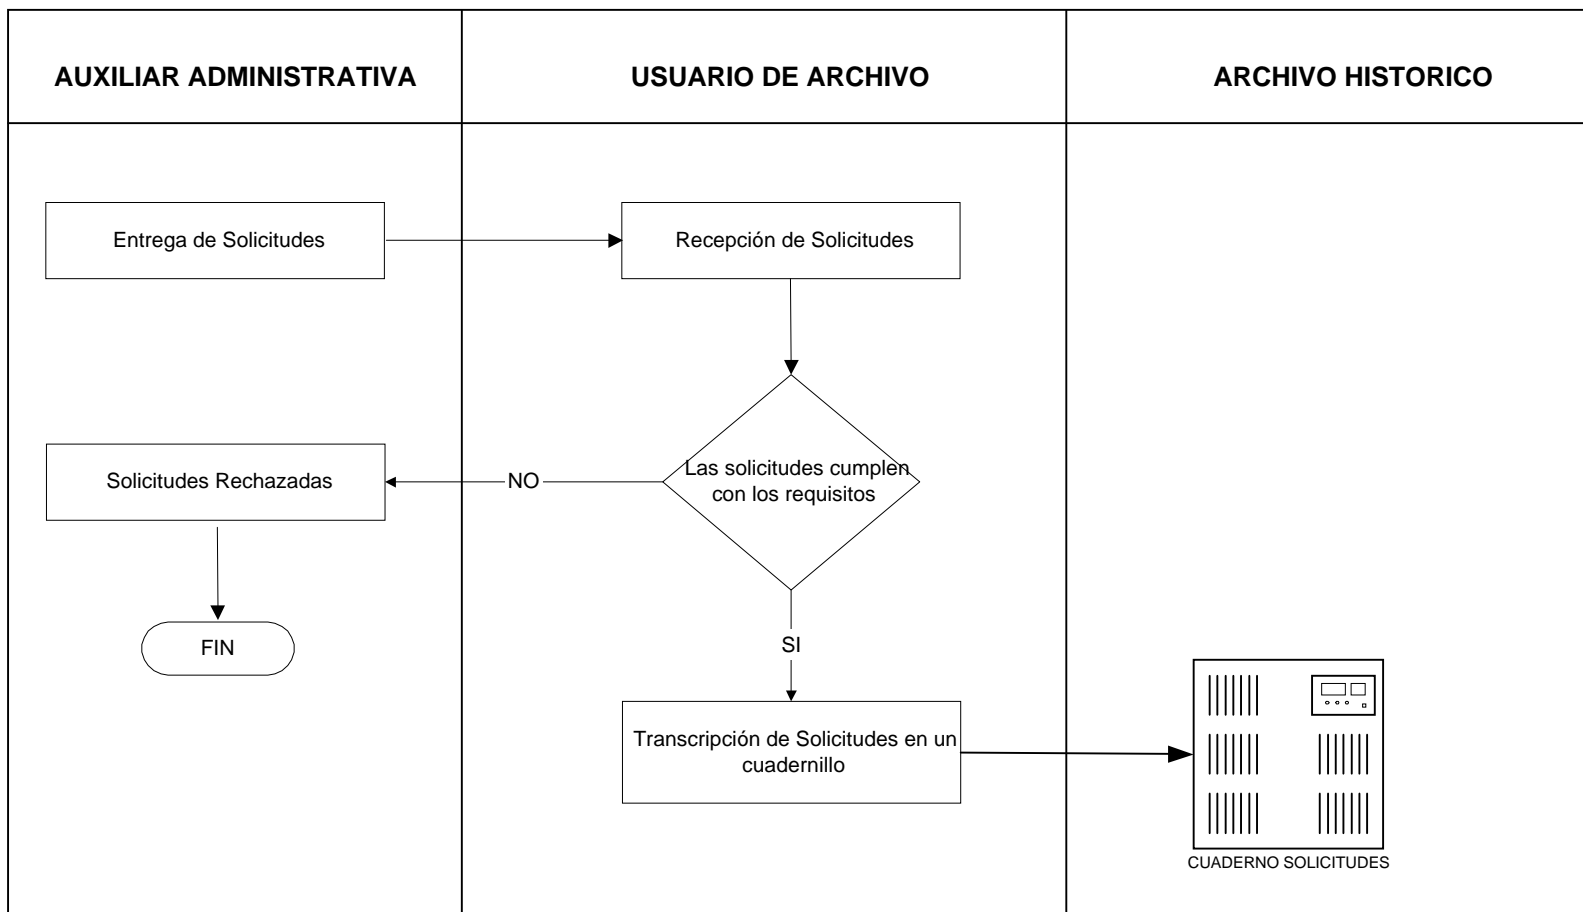 AUXILIAR ADMINISTRATIVA
USUARIO DE ARCHIVO
ARCHIVO HISTORICO
Entrega de Solicitudes
Recepción de Solicitudes
Solicitudes Rechazadas
NO
Las solicitudes cumplen
con los requisitos
FIN
SI
Transcripción de Solicitudes en un
cuadernillo
CUADERNO SOLICITUDES